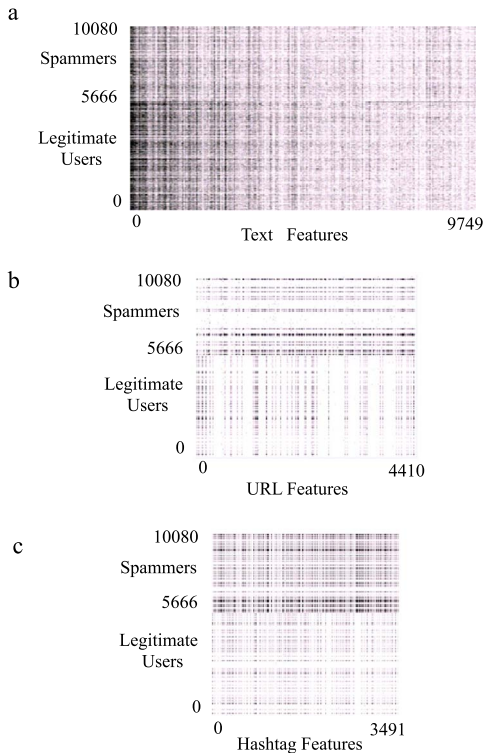 a
10080
Spammers
5666
Legitimate
Users
0
0 9749
Text Features
b
10080
Spammers
5666
Legitimate
Users
0
0 4410
URL Features
c
10080
Spammers
5666
Legitimate
Users
0
0 3491
Hashtag Features